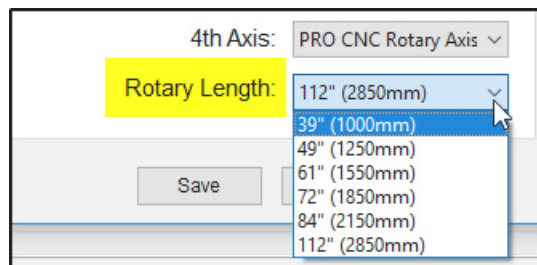 4th Axis: PRO CNC Rotary Axis
Rotary Length: 112" (2850mm)
39" (1000mm)
49" (1250mm)
61" (1550mm)
72" (1850mm)
84" (2150mm)
112" (2850mm)
Save